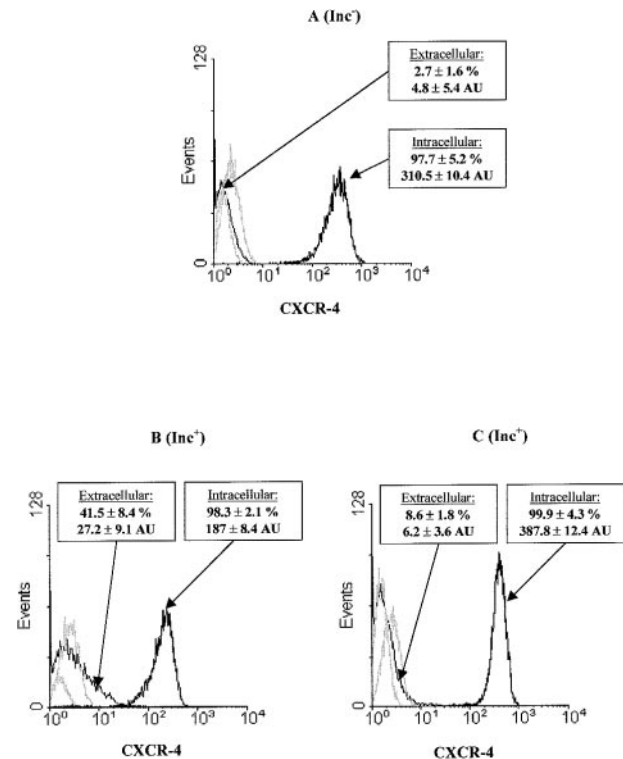 A (Inc⁻)
128
Extracellular:
2.7 ± 1.6 %
4.8 ± 5.4 AU
Intracellular:
97.7 ± 5.2 %
310.5 ± 10.4 AU
Events
0
10⁰ 10¹ 10² 10³ 10⁴
CXCR-4
B (Inc⁺)
128
Extracellular:
41.5 ± 8.4 %
27.2 ± 9.1 AU
Intracellular:
98.3 ± 2.1 %
187 ± 8.4 AU
Events
0
10⁰ 10¹ 10² 10³ 10⁴
CXCR-4
C (Inc⁺)
128
Extracellular:
8.6 ± 1.8 %
6.2 ± 3.6 AU
Intracellular:
99.9 ± 4.3 %
387.8 ± 12.4 AU
Events
0
10⁰ 10¹ 10² 10³ 10⁴
CXCR-4